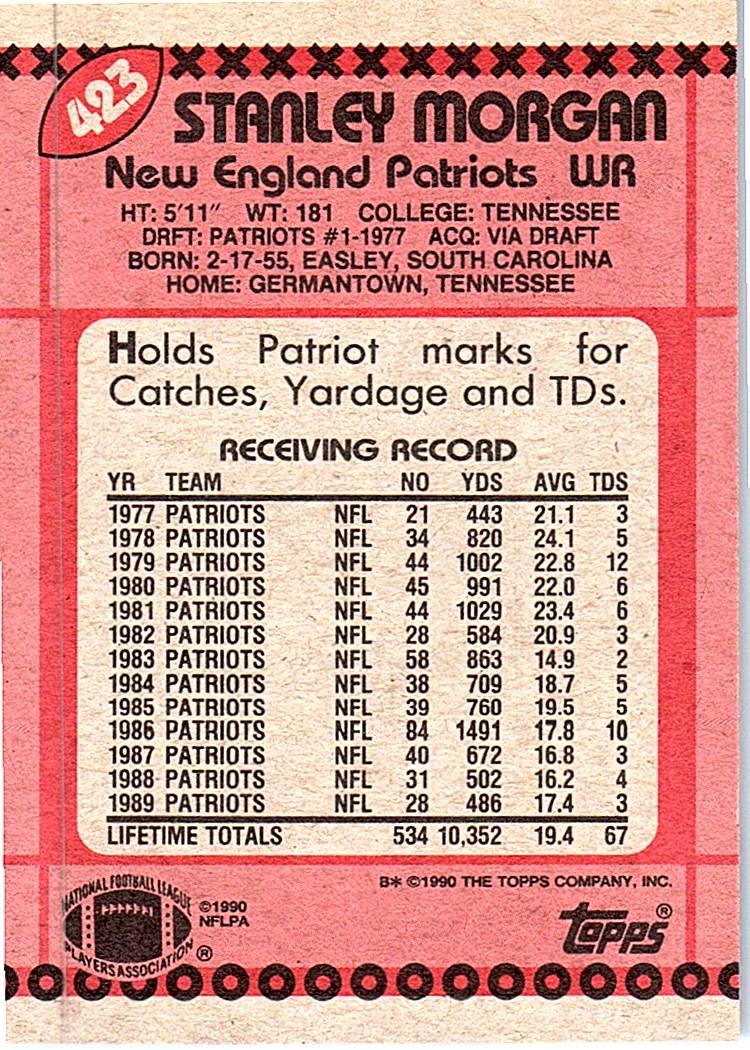 423
STANLEY MORGAN
New England Patriots WR
HT: 5'11" WT: 181 COLLEGE: TENNESSEE
DRFT: PATRIOTS #1-1977 ACQ: VIA DRAFT
BORN: 2-17-55, EASLEY, SOUTH CAROLINA
HOME: GERMANTOWN, TENNESSEE
Holds Patriot marks for
Catches, Yardage and TDs.
RECEIVING RECORD
YR TEAM NO YDS AVG TDS
1977 PATRIOTS NFL 21 443 21.1 3
1978 PATRIOTS NFL 34 820 24.1 5
1979 PATRIOTS NFL 44 1002 22.8 12
1980 PATRIOTS NFL 45 991 22.0 6
1981 PATRIOTS NFL 44 1029 23.4 6
1982 PATRIOTS NFL 28 584 20.9 3
1983 PATRIOTS NFL 58 863 14.9 2
1984 PATRIOTS NFL 38 709 18.7 5
1985 PATRIOTS NFL 39 760 19.5 5
1986 PATRIOTS NFL 84 1491 17.8 10
1987 PATRIOTS NFL 40 672 16.8 3
1988 PATRIOTS NFL 31 502 16.2 4
1989 PATRIOTS NFL 28 486 17.4 3
LIFETIME TOTALS 534 10,352 19.4 67
B* ©1990 THE TOPPS COMPANY, INC.
NATIONAL FOOTBALL LEAGUE
PLAYERS ASSOCIATION ®
©1990
NFLPA
topps®